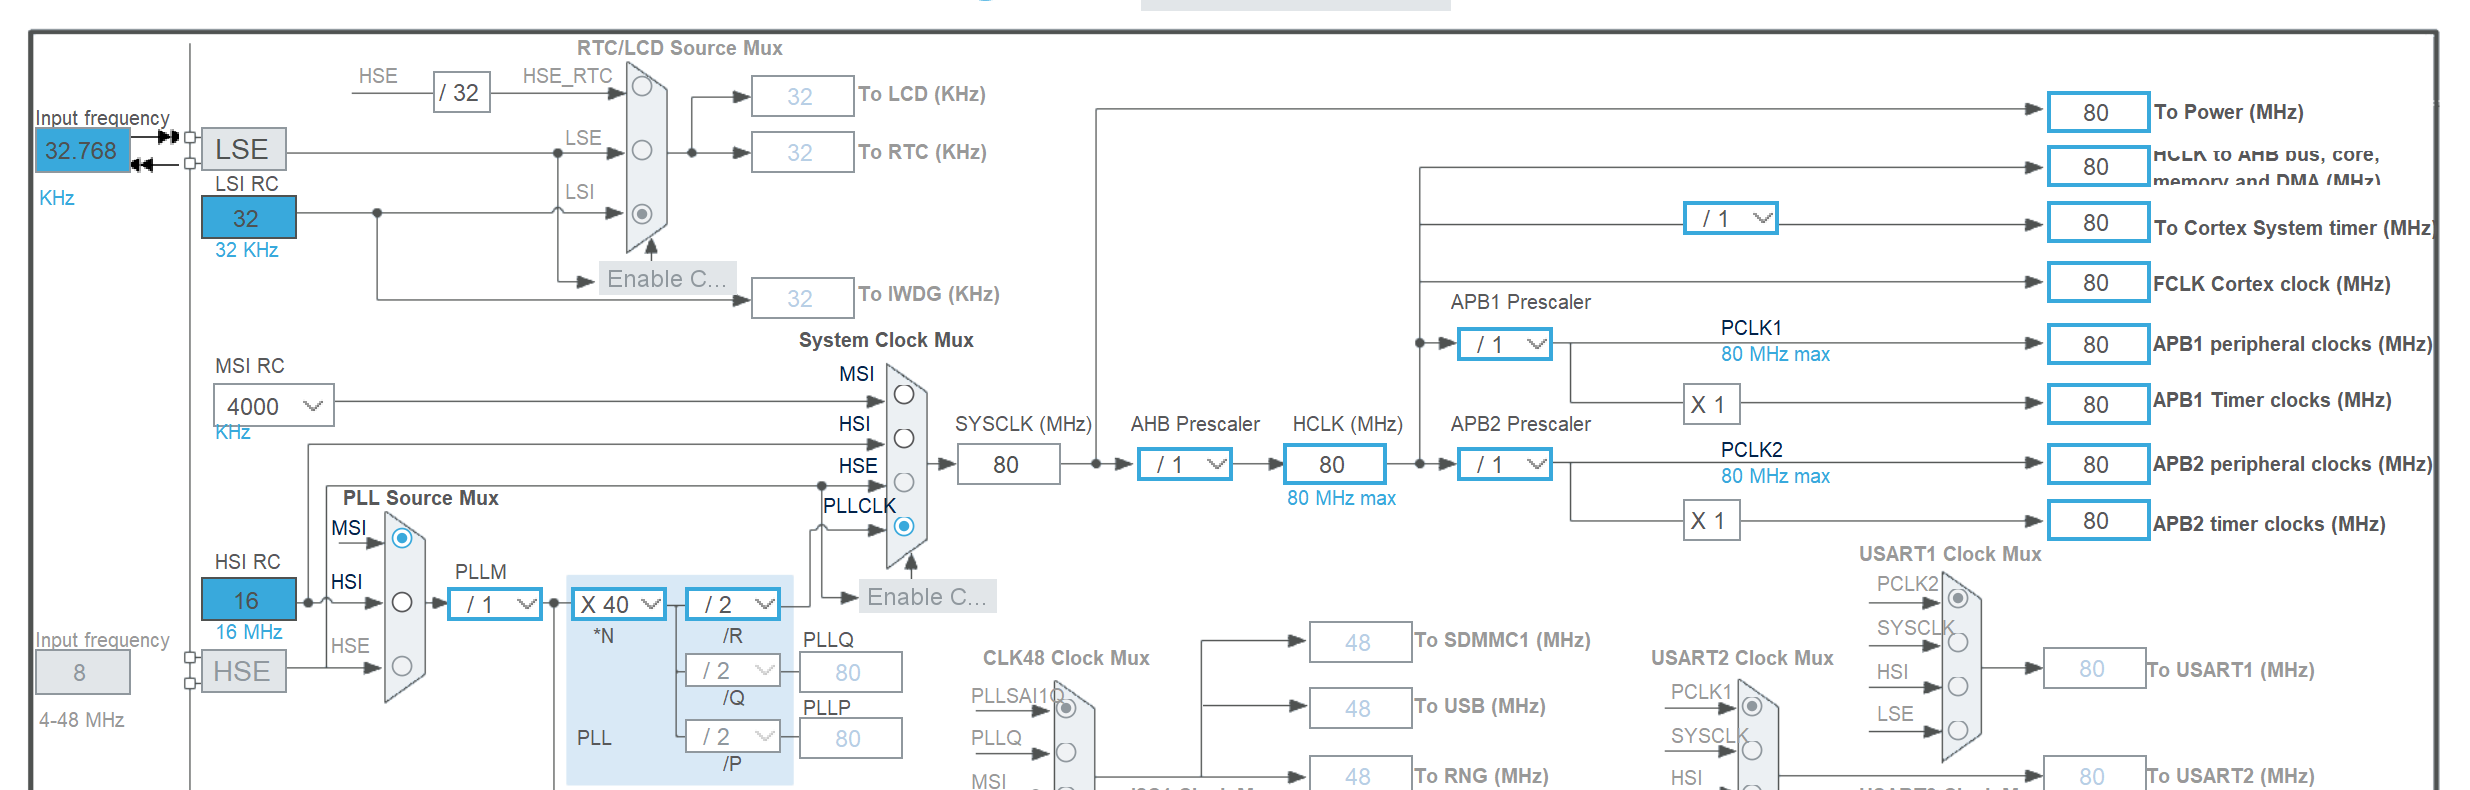 RTC/LCD Source Mux
HSE
/ 32
HSE_RTC
32
To LCD (KHz)
80
To Power (MHz)
Input frequency
32.768
KHz
LSE
LSE
32
To RTC (KHz)
80
HCLK to AHB bus, core,
memory and DMA (MHz)
LSI RC
32
32 KHz
LSI
/ 1
80
To Cortex System timer (MHz)
Enable C...
32
To IWDG (KHz)
80
FCLK Cortex clock (MHz)
APB1 Prescaler
/ 1
PCLK1
80 MHz max
80
APB1 peripheral clocks (MHz)
System Clock Mux
MSI RC
4000
KHz
MSI
HSI
HSE
PLLCLK
X 1
80
APB1 Timer clocks (MHz)
SYSCLK (MHz)
80
AHB Prescaler
/ 1
HCLK (MHz)
80
80 MHz max
APB2 Prescaler
/ 1
PCLK2
80 MHz max
80
APB2 peripheral clocks (MHz)
X 1
80
APB2 timer clocks (MHz)
PLL Source Mux
MSI
HSI RC
16
16 MHz
HSI
HSE
PLLM
/ 1
X 40
*N
/ 2
/R
Enable C...
Input frequency
8
4-48 MHz
HSE
/ 2
/Q
PLLQ
80
/ 2
/P
PLLP
80
PLL
CLK48 Clock Mux
PLLSAI1Q
PLLQ
MSI
48
To SDMMC1 (MHz)
48
To USB (MHz)
48
To RNG (MHz)
USART1 Clock Mux
PCLK2
SYSCLK
HSI
LSE
80
To USART1 (MHz)
USART2 Clock Mux
PCLK1
SYSCLK
HSI
80
To USART2 (MHz)